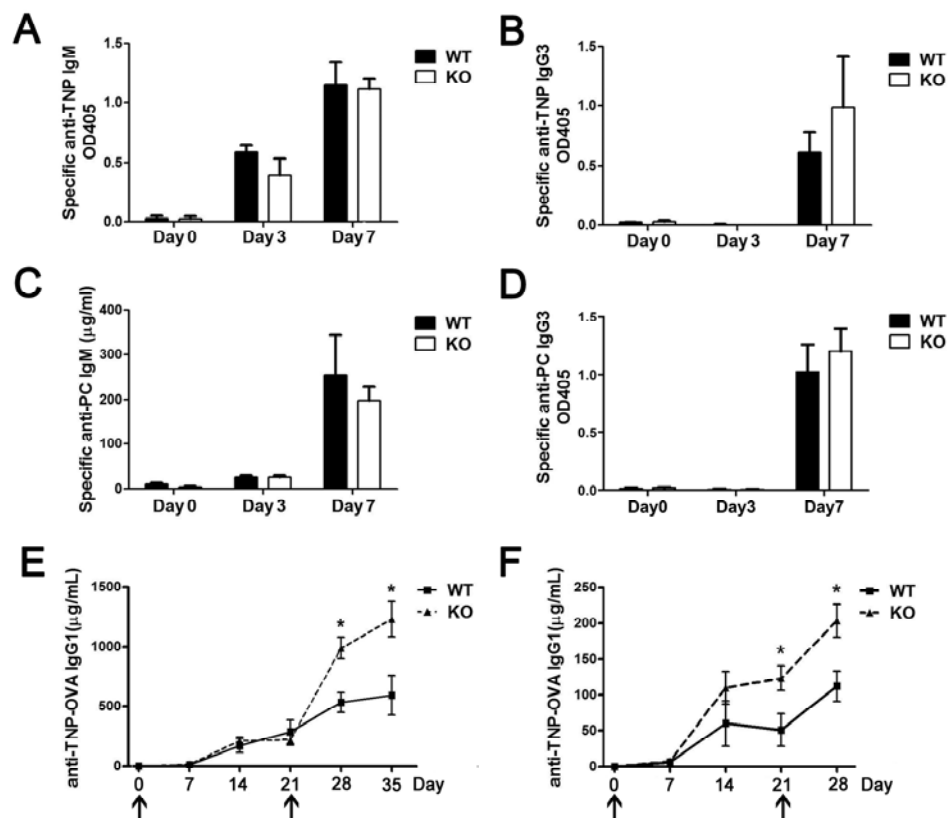 A
Specific anti-TNP IgM
OD405
1.5
1.0
0.5
0.0
Day 0
Day 3
Day 7
WT
KO
B
Specific anti-TNP IgG3
OD405
1.5
1.0
0.5
0.0
Day 0
Day 3
Day 7
WT
KO
C
Specific anti-PC IgM (μg/ml)
400
300
200
100
0
Day 0
Day 3
Day 7
WT
KO
D
Specific anti-PC IgG3
OD405
1.5
1.0
0.5
0.0
Day0
Day3
Day7
WT
KO
E
anti-TNP-OVA IgG1(μg/mL)
1500
1000
500
0
0 7 14 21 28 35 Day
* *
WT
KO
F
anti-TNP-OVA IgG1(μg/mL)
250
200
150
100
50
0
0 7 14 21 28 Day
* *
WT
KO